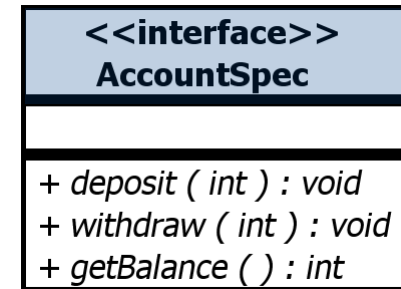 <<interface>>
AccountSpec
+ deposit ( int ) : void
+ withdraw ( int ) : void
+ getBalance ( ) : int